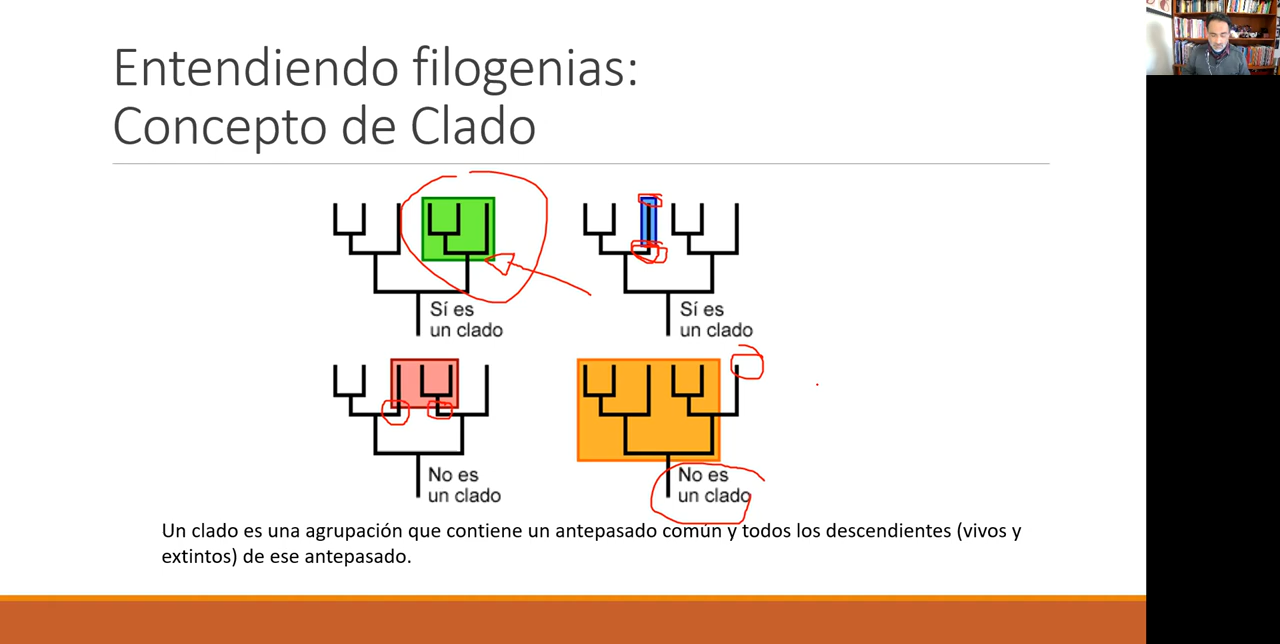 Entendiendo filogenias:
Concepto de Clado
Sí es
un clado
Sí es
un clado
No es
un clado
No es
un clado
Un clado es una agrupación que contiene un antepasado común y todos los descendientes (vivos y
extintos) de ese antepasado.